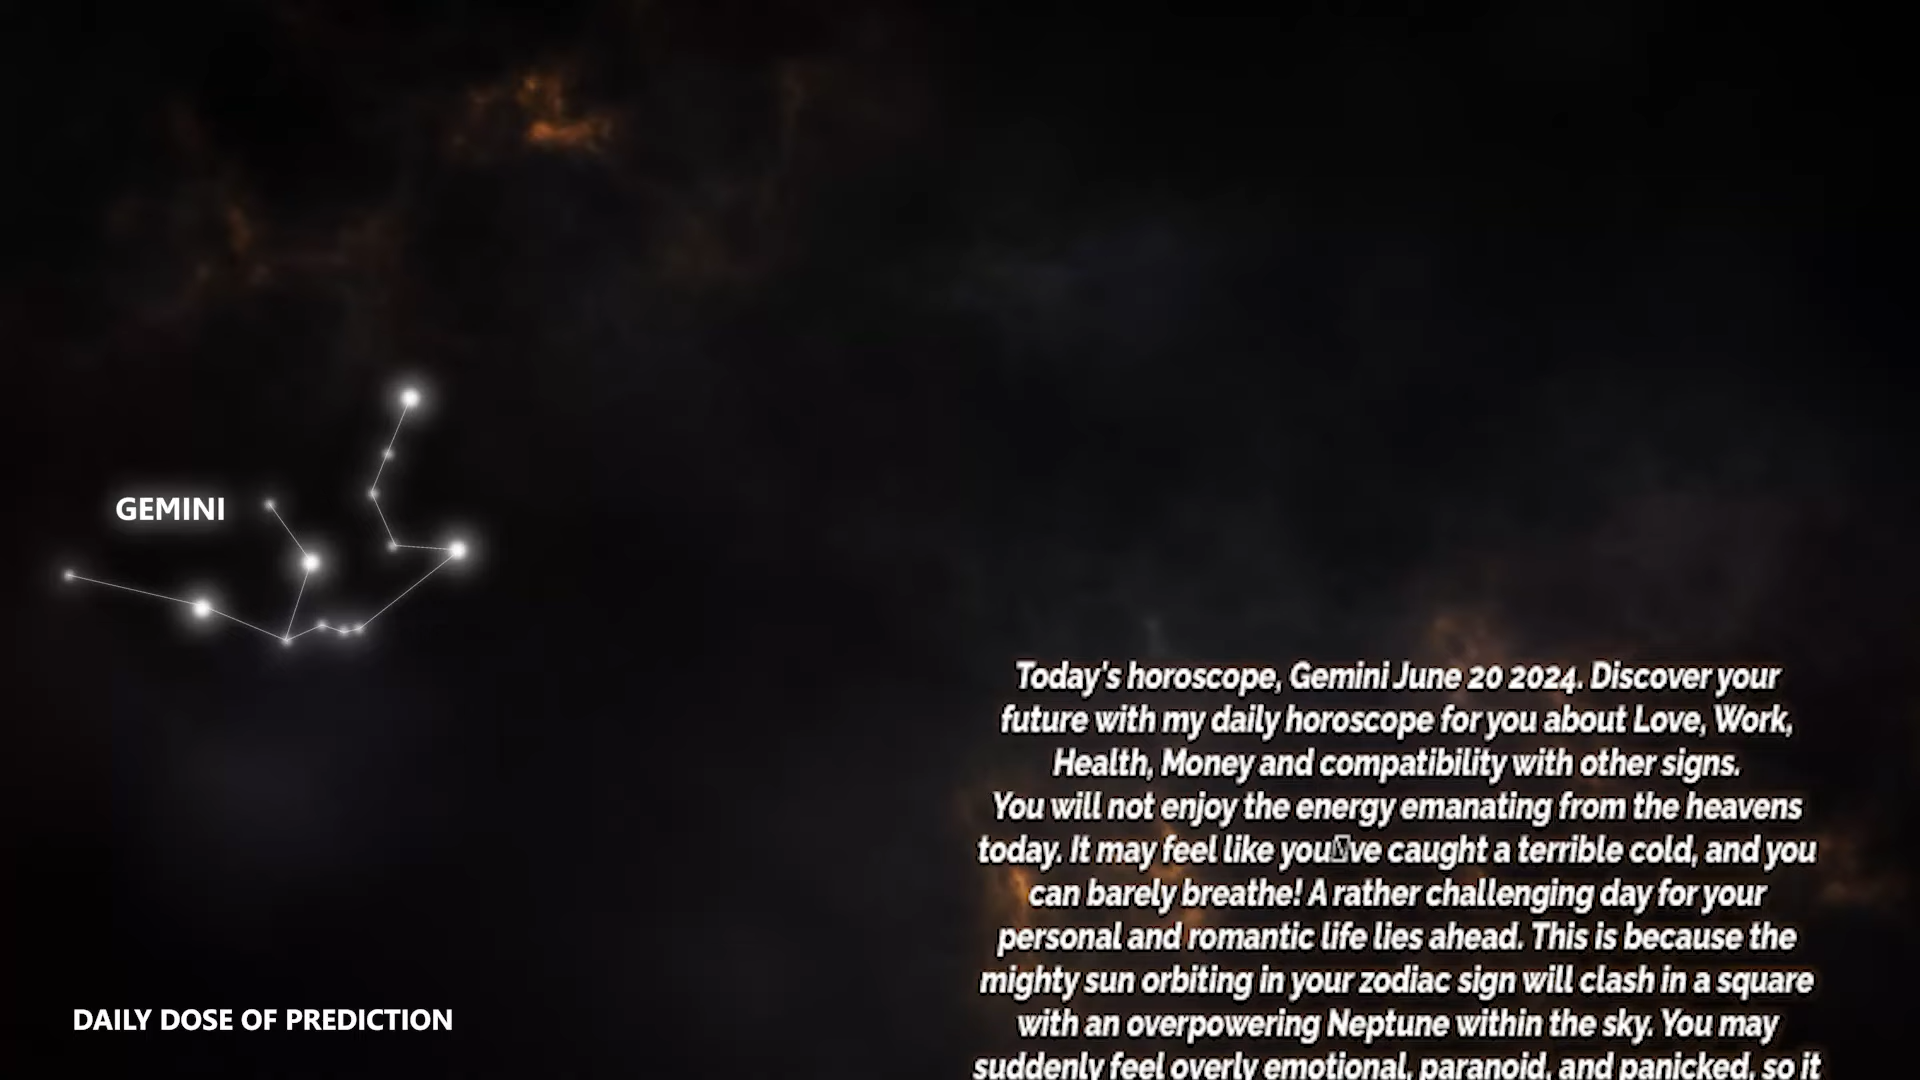 GEMINI
Today's horoscope, Gemini June 20 2024. Discover your
future with my daily horoscope for you about Love, Work,
Health, Money and compatibility with other signs.
You will not enjoy the energy emanating from the heavens
today. It may feel like you▯ve caught a terrible cold, and you
can barely breathe! A rather challenging day for your
personal and romantic life lies ahead. This is because the
mighty sun orbiting in your zodiac sign will clash in a square
with an overpowering Neptune within the sky. You may
suddenly feel overly emotional, paranoid, and panicked, so it
DAILY DOSE OF PREDICTION